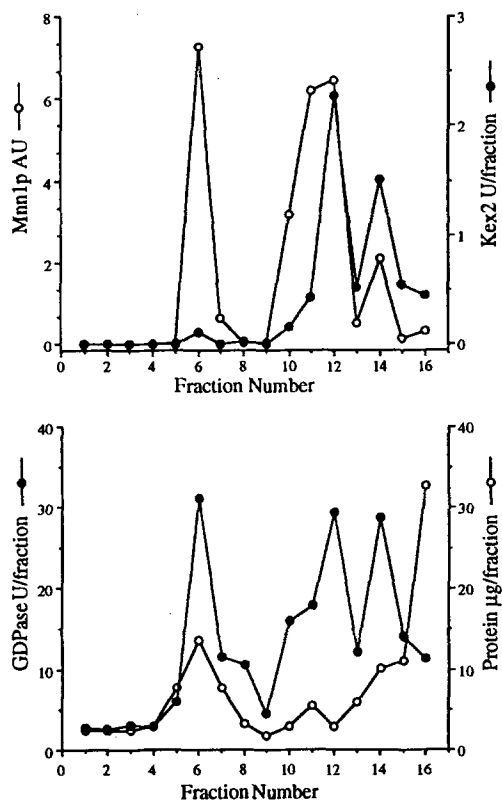 8
6
4
2
0
Mnn1p AU
3
2
1
0
Kex2 U/fraction
0 2 4 6 8 10 12 14 16
Fraction Number
40
30
20
10
0
GDPase U/fraction
40
30
20
10
0
Protein µg/fraction
0 2 4 6 8 10 12 14 16
Fraction Number